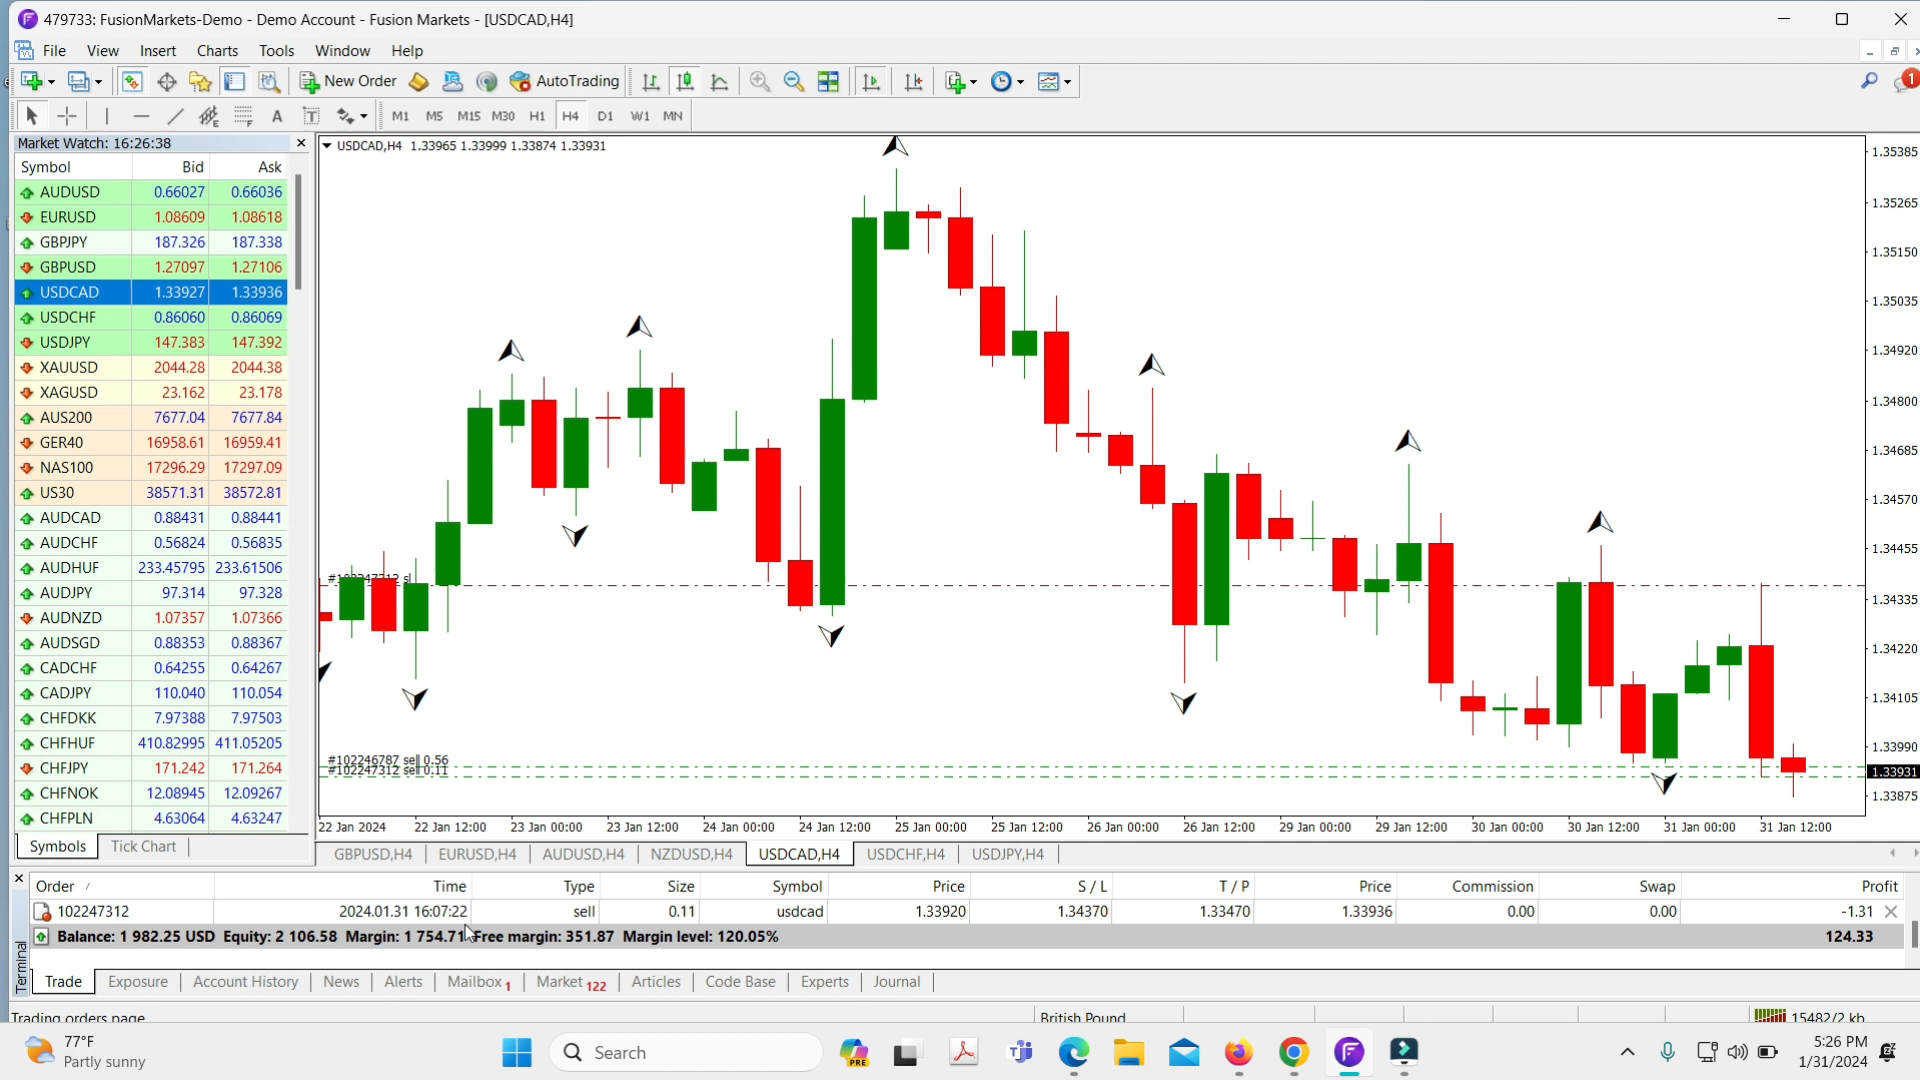 479733: FusionMarkets-Demo - Demo Account - Fusion Markets - [USDCAD,H4]
File View Insert Charts Tools Window Help
New Order AutoTrading 1
A T M1 M5 M15 M30 H1 H4 D1 W1 MN
Market Watch: 16:26:38
Symbol Bid Ask
AUDUSD 0.66027 0.66036
EURUSD 1.08609 1.08618
GBPJPY 187.326 187.338
GBPUSD 1.27097 1.27106
USDCAD 1.33927 1.33936
USDCHF 0.86060 0.86069
USDJPY 147.383 147.392
XAUUSD 2044.28 2044.38
XAGUSD 23.162 23.178
AUS200 7677.04 7677.84
GER40 16958.61 16959.41
NAS100 17296.29 17297.09
US30 38571.31 38572.81
AUDCAD 0.88431 0.88441
AUDCHF 0.56824 0.56835
AUDHUF 233.45795 233.61506
AUDJPY 97.314 97.328
AUDNZD 1.07357 1.07366
AUDSGD 0.88353 0.88367
CADCHF 0.64255 0.64267
CADJPY 110.040 110.054
CHFDKK 7.97388 7.97503
CHFHUF 410.82995 411.05205
CHFJPY 171.242 171.264
CHFNOK 12.08945 12.09267
CHFPLN 4.63064 4.63247
Symbols Tick Chart
USDCAD,H4 1.33965 1.33999 1.33874 1.33931
#102247312 sl
#102246787 sell 0.56
#102247312 sell 0.11
1.35385
1.35265
1.35150
1.35035
1.34920
1.34800
1.34685
1.34570
1.34455
1.34335
1.34220
1.34105
1.33990
1.33931
1.33875
22 Jan 2024 22 Jan 12:00 23 Jan 00:00 23 Jan 12:00 24 Jan 00:00 24 Jan 12:00 25 Jan 00:00 25 Jan 12:00 26 Jan 00:00 26 Jan 12:00 29 Jan 00:00 29 Jan 12:00 30 Jan 00:00 30 Jan 12:00 31 Jan 00:00 31 Jan 12:00
GBPUSD,H4 EURUSD,H4 AUDUSD,H4 NZDUSD,H4 USDCAD,H4 USDCHF,H4 USDJPY,H4
Order Time Type Size Symbol Price S / L T / P Price Commission Swap Profit
102247312 2024.01.31 16:07:22 sell 0.11 usdcad 1.33920 1.34370 1.33470 1.33936 0.00 0.00 -1.31
Balance: 1 982.25 USD Equity: 2 106.58 Margin: 1 754.71 Free margin: 351.87 Margin level: 120.05% 124.33
Terminal
Trade Exposure Account History News Alerts Mailbox 1 Market 122 Articles Code Base Experts Journal
Trading orders page British Pound 15482/2 kb
77°F
Partly sunny
Search
PRE
5:26 PM
1/31/2024